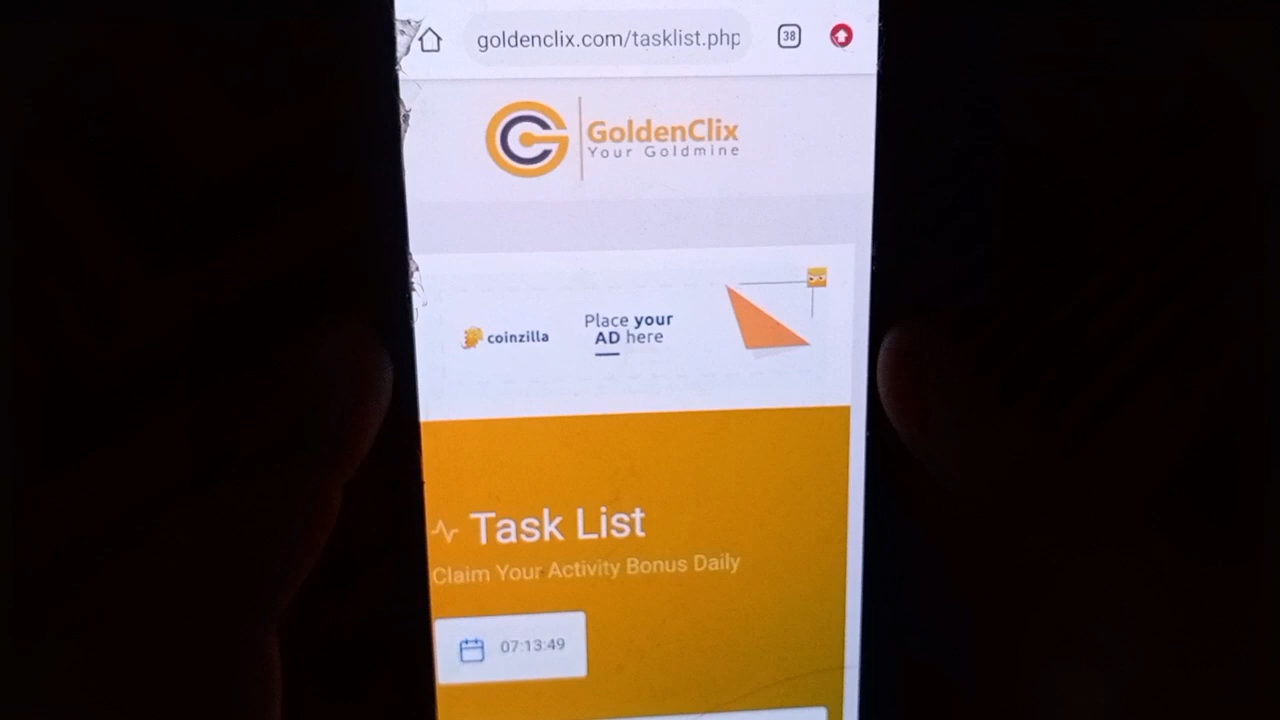 goldenclix.com/tasklist.php
38
GoldenClix
Your Goldmine
coinzilla
Place your
AD here
Task List
Claim Your Activity Bonus Daily
07:13:49